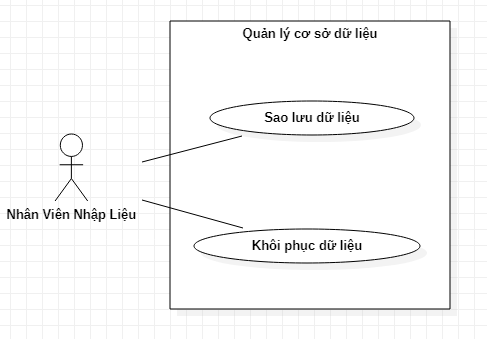 Quản lý cơ sở dữ liệu
Sao lưu dữ liệu
Nhân Viên Nhập Liệu
Khôi phục dữ liệu